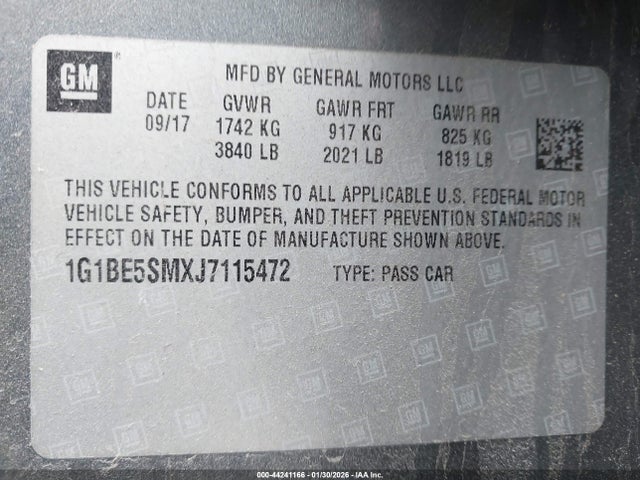 GM
MFD BY GENERAL MOTORS LLC
DATE GVWR GAWR FRT GAWR RR
09/17 1742 KG 917 KG 825 KG
3840 LB 2021 LB 1819 LB
THIS VEHICLE CONFORMS TO ALL APPLICABLE U.S. FEDERAL MOTOR
VEHICLE SAFETY, BUMPER, AND THEFT PREVENTION STANDARDS IN
EFFECT ON THE DATE OF MANUFACTURE SHOWN ABOVE.
1G1BE5SMXJ7115472 TYPE: PASS CAR
000-44241166 - 01/30/2026 - IAAI, Inc.